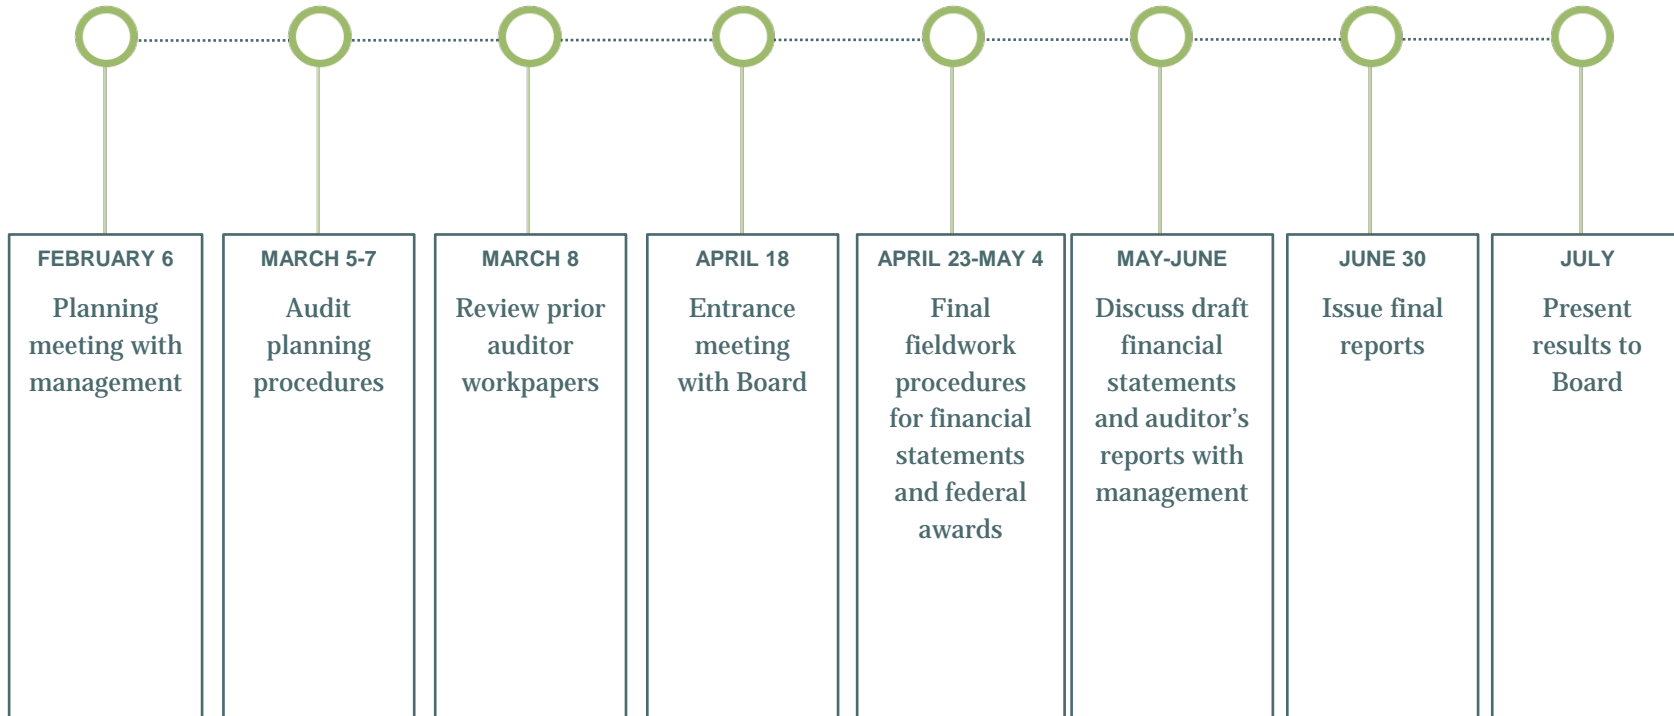 FEBRUARY 6
Planning
meeting with
management
MARCH 5-7
Audit
planning
procedures
MARCH 8
Review prior
auditor
workpapers
APRIL 18
Entrance
meeting
with Board
APRIL 23-MAY 4
Final
fieldwork
procedures
for financial
statements
and federal
awards
MAY-JUNE
Discuss draft
financial
statements
and auditor’s
reports with
management
JUNE 30
Issue final
reports
JULY
Present
results to
Board